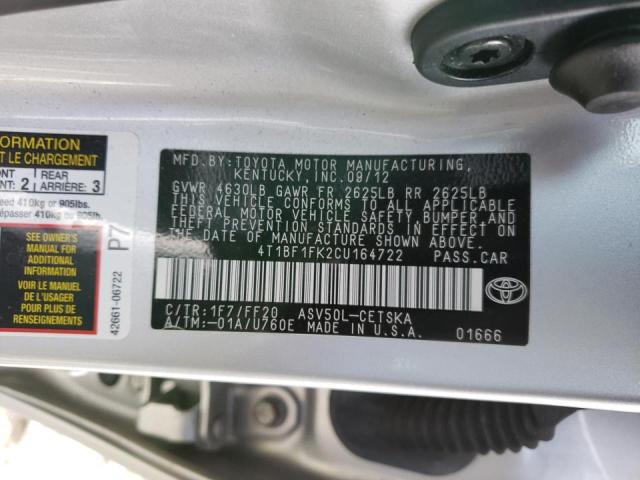 FORMATION
T LE CHARGEMENT
ONT
NT: 2
REAR
ARRIÈRE: 3
xceed 410kg or 905lbs.
épasser 410kg ou 905lb.
SEE OWNER'S
MANUAL FOR
ADDITIONAL
INFORMATION
VOIR LE MANUEL
DE L'USAGER
POUR PLUS DE
RENSEIGNEMENTS
P7
42661-06722
MFD. BY:TOYOTA MOTOR MANUFACTURING,
KENTUCKY, INC. 09/12
GVWR 4630LB GAWR FR 2625LB RR 2625LB
THIS VEHICLE CONFORMS TO ALL APPLICABLE
FEDERAL MOTOR VEHICLE SAFETY, BUMPER, AND
THEFT PREVENTION STANDARDS IN EFFECT ON
THE DATE OF MANUFACTURE SHOWN ABOVE.
4T1BF1FK2CU164722 PASS.CAR
C/TR:1F7/FF20 ASV50L-CETSKA
A/TM:-01A/U760E MADE IN U.S.A.
01666